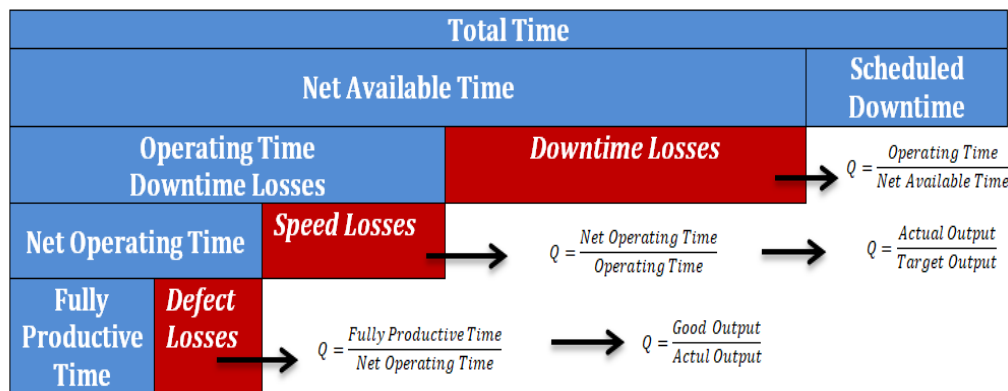 Total Time
Net Available Time
Scheduled
Downtime
Operating Time
Downtime Losses
Downtime Losses
Q = Operating Time / Net Available Time
Net Operating Time
Speed Losses
Q = Net Operating Time / Operating Time
Q = Actual Output / Target Output
Fully
Productive
Time
Defect
Losses
Q = Fully Productive Time / Net Operating Time
Q = Good Output / Actul Output